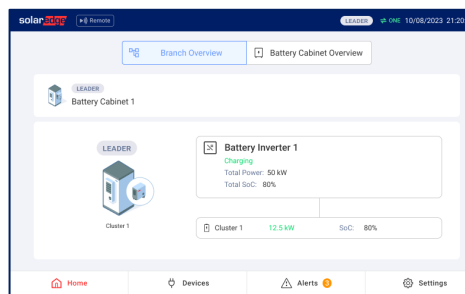 solaredge Remote LEADER ONE 10/08/2023 21:20
Branch Overview Battery Cabinet Overview
LEADER
Battery Cabinet 1
LEADER
Battery Inverter 1
Charging
Total Power: 50 kW
Total SoC: 80%
Cluster 1
Cluster 1 12.5 kW SoC: 80%
Home Devices Alerts 3 Settings